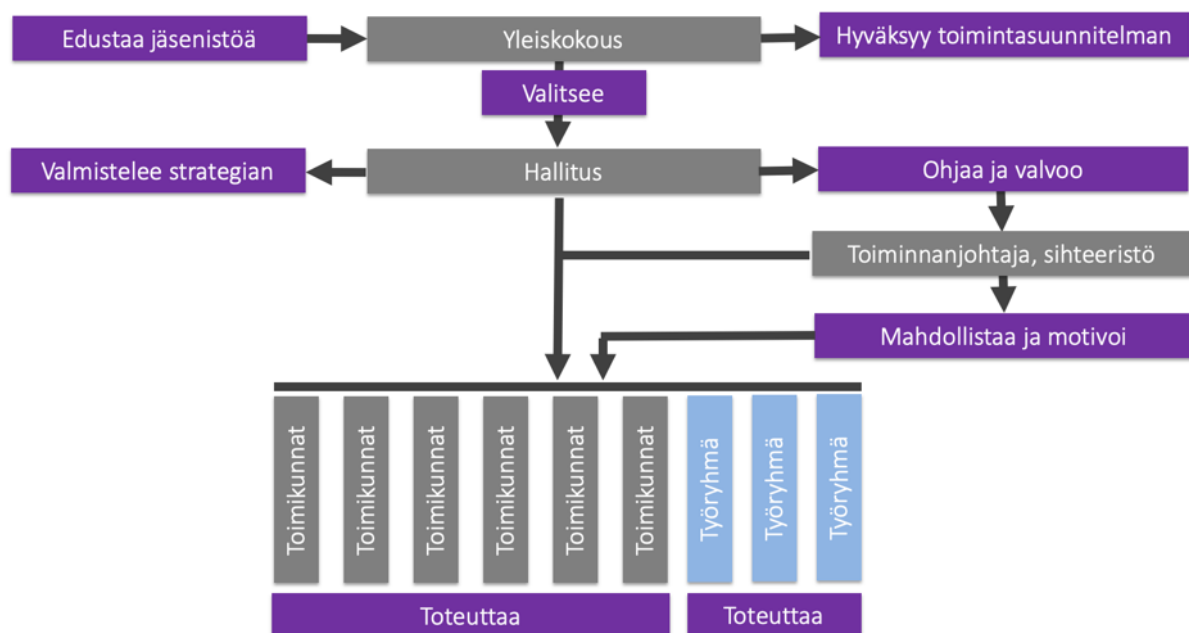 Edustaa jäsenistöä
Yleiskokous
Hyväksyy toimintasuunnitelman
Valitsee
Valmistelee strategian
Hallitus
Ohjaa ja valvoo
Toiminnanjohtaja, sihteeristö
Mahdollistaa ja motivoi
Toimikunnat
Toimikunnat
Toimikunnat
Toimikunnat
Toimikunnat
Toimikunnat
Työryhmä
Työryhmä
Työryhmä
Toteuttaa
Toteuttaa